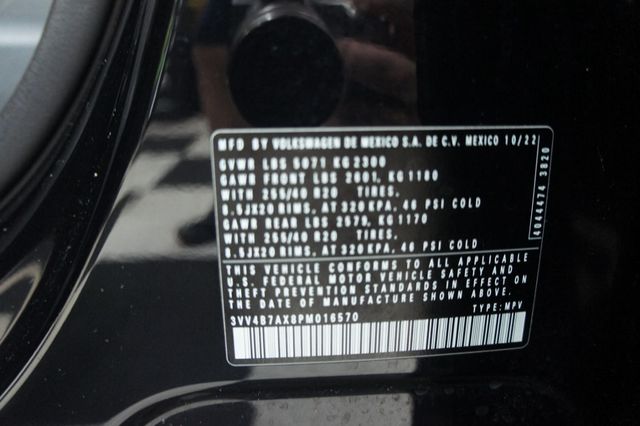 MFG BY VOLKSWAGEN DE MEXICO S.A. DE C.V. MEXICO 10/22
GVWR LBS 5071 KG 2300
GAWR FRONT LBS 2601, KG 1180
WITH 255/40 R20 TIRES.
8.5JX20 RIMS, AT 320 KPA, 46 PSI COLD
GAWR REAR LBS 2579, KG 1170
WITH 255/40 R20 TIRES.
8.5JX20 RIMS, AT 320 KPA, 46 PSI COLD
THIS VEHICLE CONFORMS TO ALL APPLICABLE
U.S. FEDERAL MOTOR VEHICLE SAFETY AND
THEFT PREVENTION STANDARDS IN EFFECT ON
THE DATE OF MANUFACTURE SHOWN ABOVE.
3VV4B7AX8PM016570 TYPE: MPV
4044474 3820